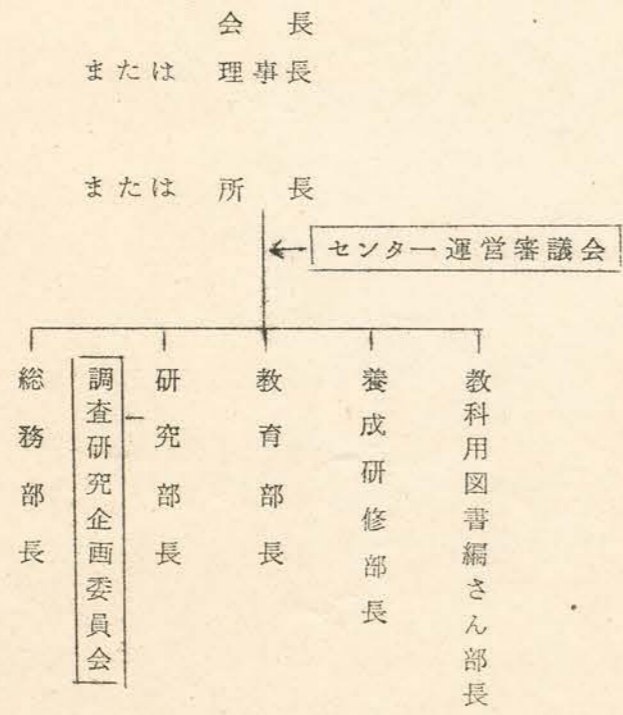 会長
または 理事長
または 所長
センター運営審議会
総務部長
調査研究企画委員会
研究部長
教育部長
養成研修部長
教科用図書編さん部長